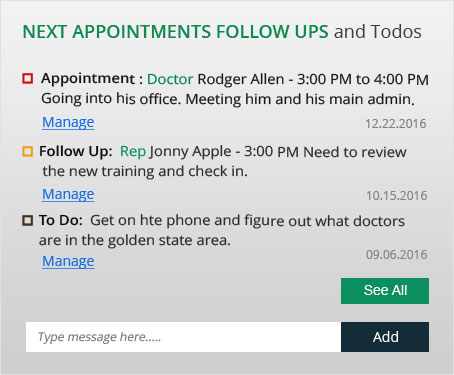 NEXT APPOINTMENTS FOLLOW UPS and Todos
Appointment : Doctor Rodger Allen - 3:00 PM to 4:00 PM
Going into his office. Meeting him and his main admin.
Manage
12.22.2016
Follow Up: Rep Jonny Apple - 3:00 PM Need to review
the new training and check in.
Manage
10.15.2016
To Do: Get on hte phone and figure out what doctors
are in the golden state area.
09.06.2016
Manage
See All
Type message here.....
Add